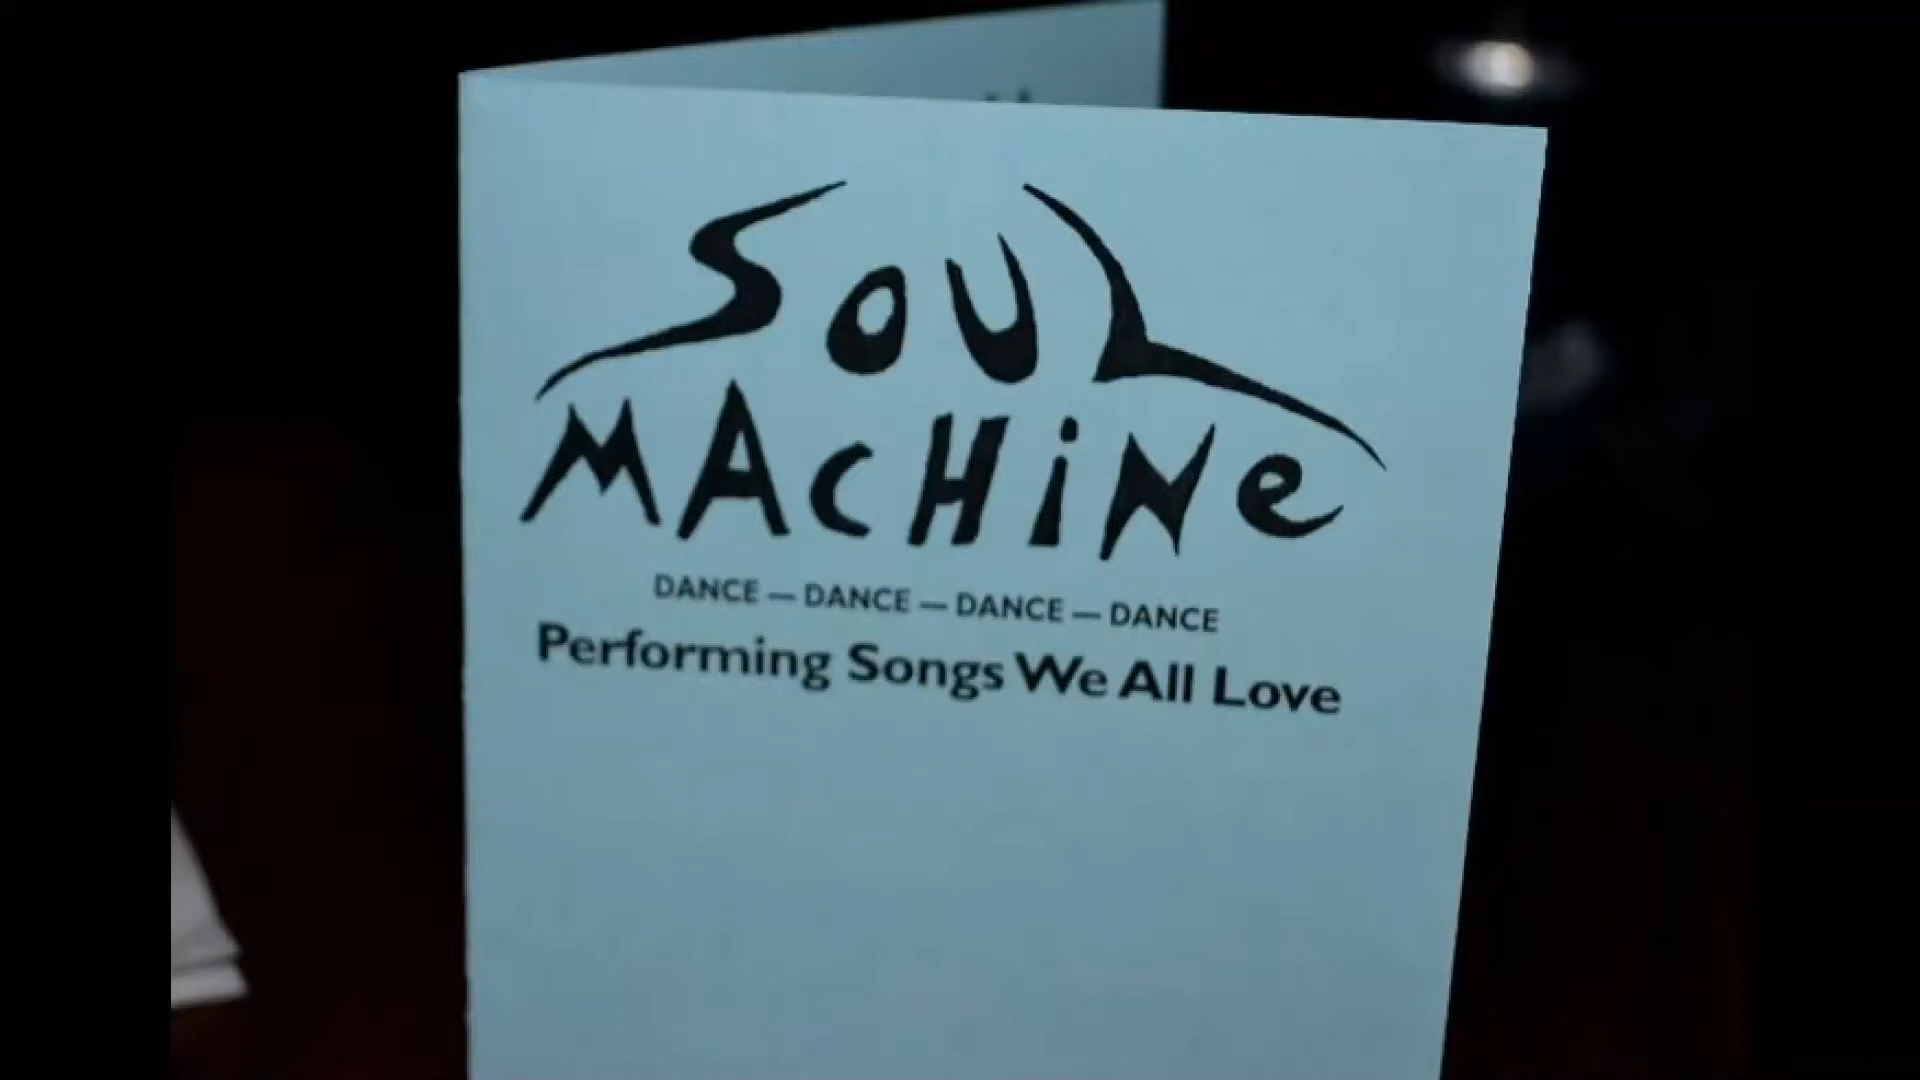 SOUL
MACHiNe
DANCE — DANCE — DANCE — DANCE
Performing Songs We All Love